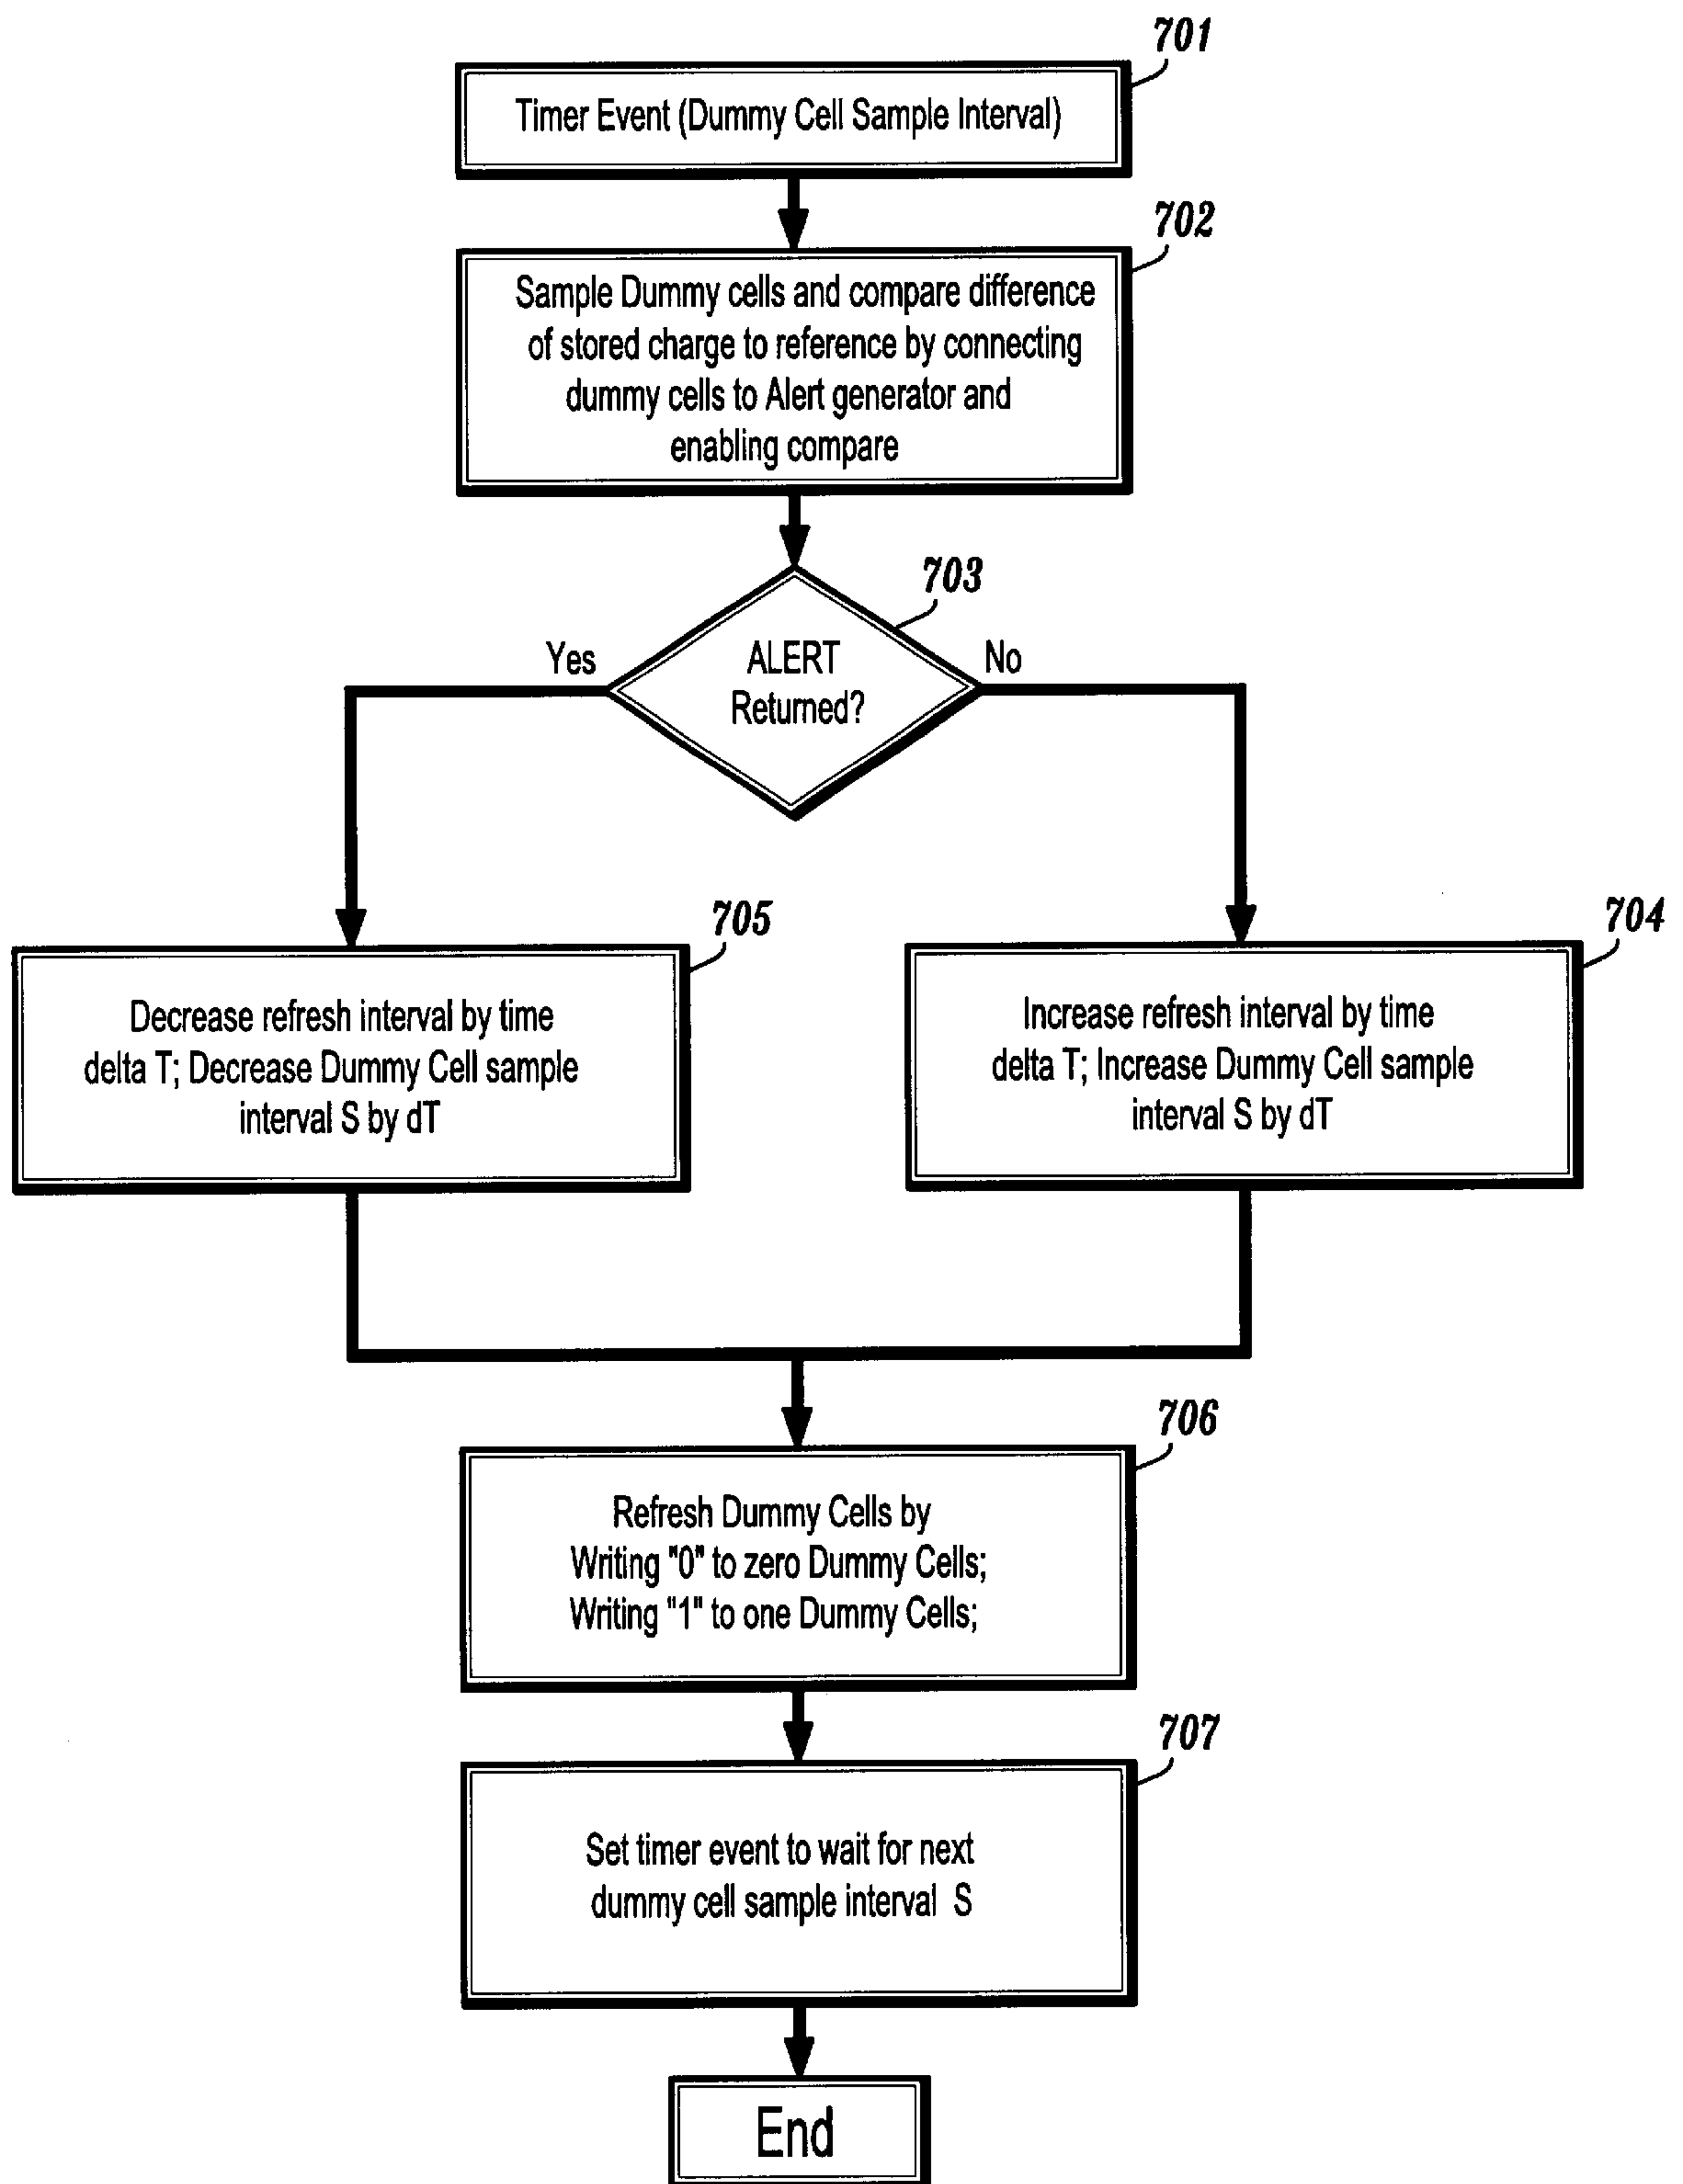 701
Timer Event (Dummy Cell Sample Interval)
702
Sample Dummy cells and compare difference
of stored charge to reference by connecting
dummy cells to Alert generator and
enabling compare
703
Yes
ALERT
Returned?
No
705
Decrease refresh interval by time
delta T; Decrease Dummy Cell sample
interval S by dT
704
Increase refresh interval by time
delta T; Increase Dummy Cell sample
interval S by dT
706
Refresh Dummy Cells by
Writing "0" to zero Dummy Cells;
Writing "1" to one Dummy Cells;
707
Set timer event to wait for next
dummy cell sample interval S
End